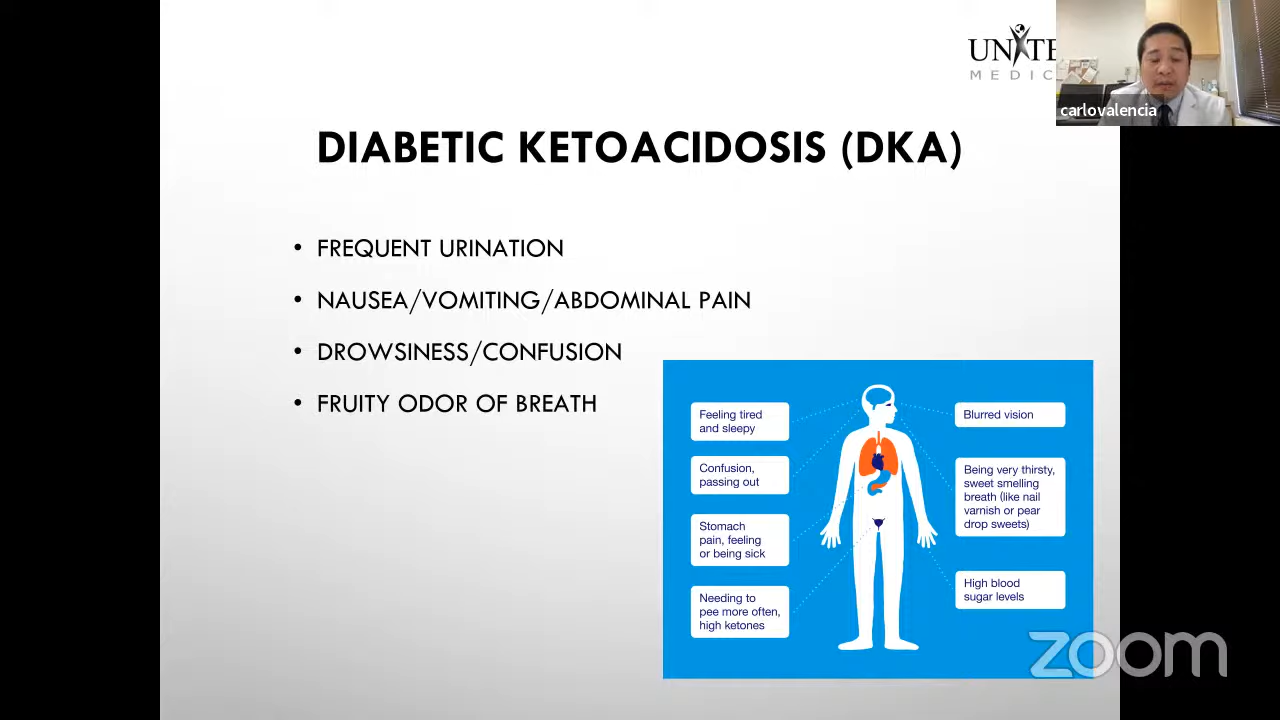 UNITE
MEDIC
carlovalencia
DIABETIC KETOACIDOSIS (DKA)
• FREQUENT URINATION
• NAUSEA/VOMITING/ABDOMINAL PAIN
• DROWSINESS/CONFUSION
• FRUITY ODOR OF BREATH
Feeling tired
and sleepy
Confusion,
passing out
Stomach
pain, feeling
or being sick
Needing to
pee more often,
high ketones
Blurred vision
Being very thirsty,
sweet smelling
breath (like nail
varnish or pear
drop sweets)
High blood
sugar levels
zoom